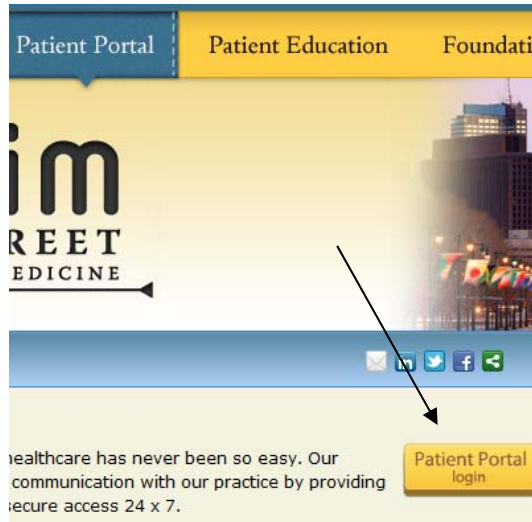 Patient Portal
Patient Education
Foundati
im
REET
EDICINE
healthcare has never been so easy. Our
communication with our practice by providing
secure access 24 x 7.
Patient Portal
login